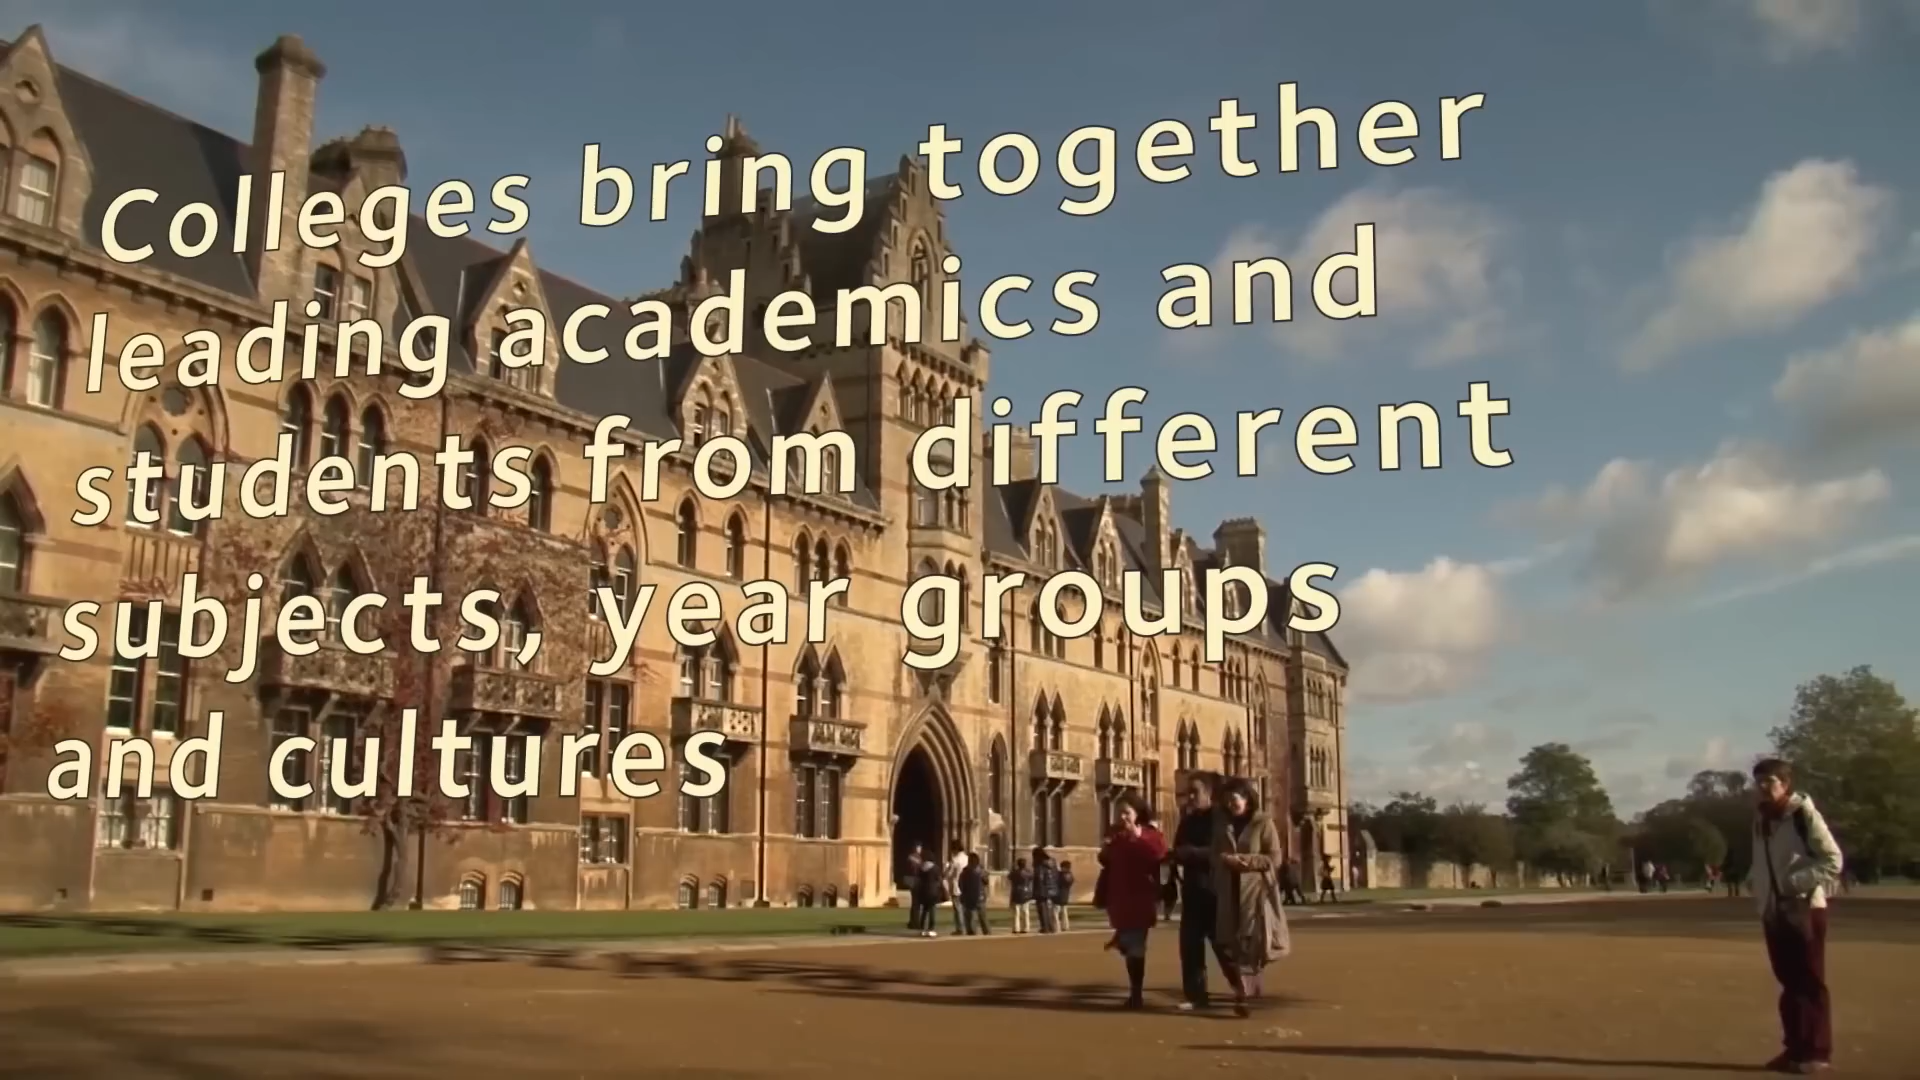 Colleges bring together
leading academics and
students from different
subjects, year groups
and cultures